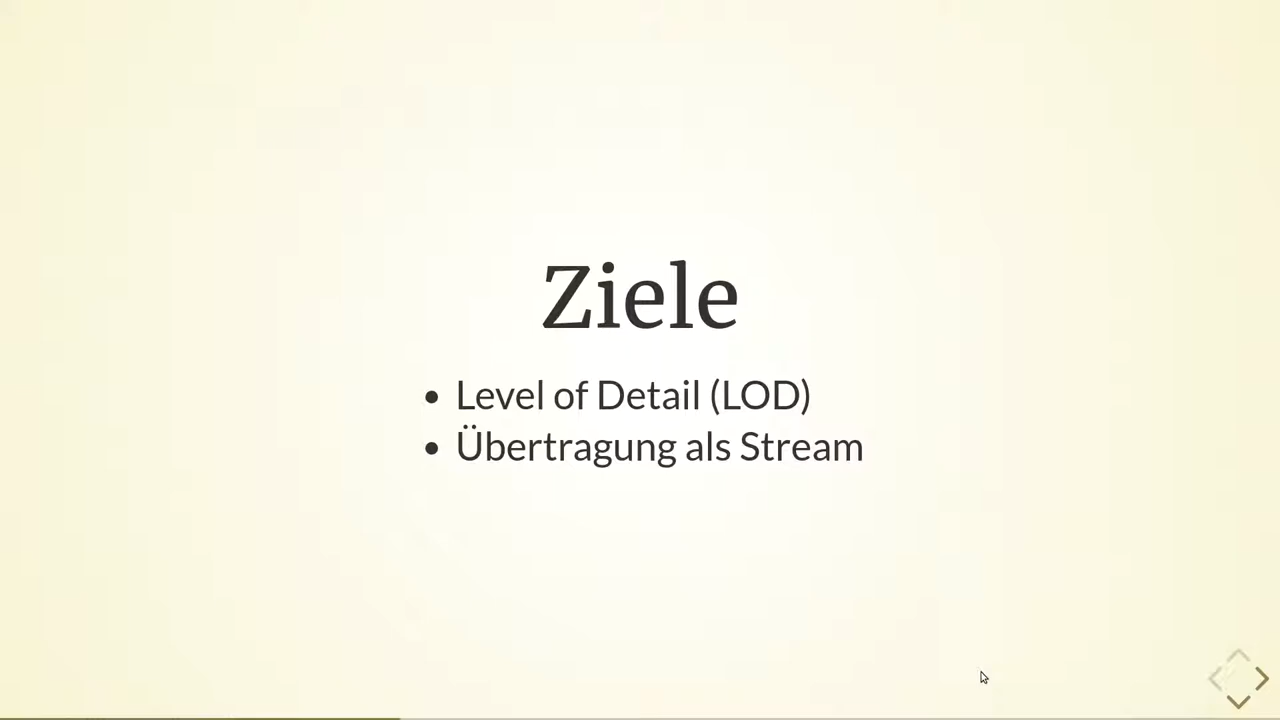 Ziele
• Level of Detail (LOD)
• Übertragung als Stream